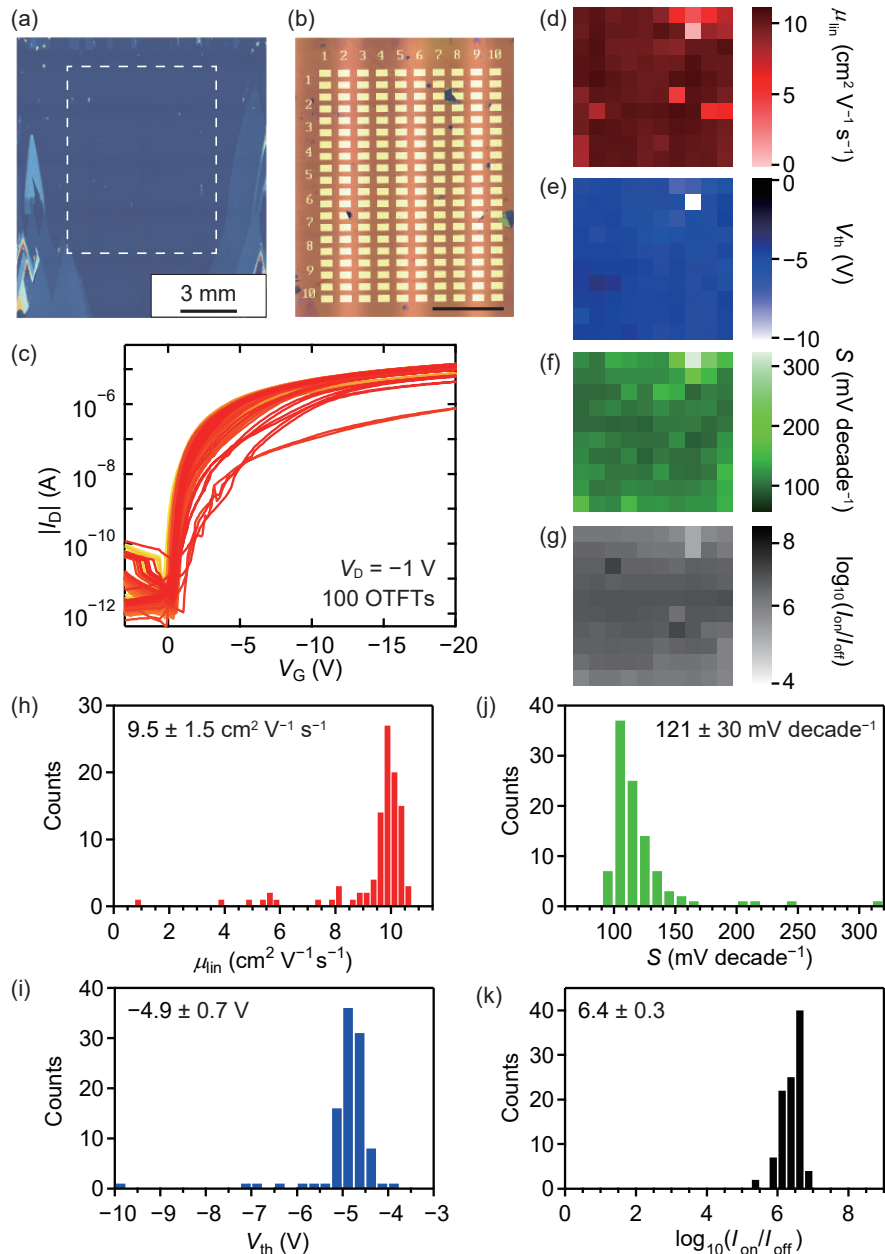 (a)
3 mm
(b)
1 2 3 4 5 6 7 8 9 10
1
2
3
4
5
6
7
8
9
10
(c)
|I_D| (A)
10⁻⁶
10⁻⁸
10⁻¹⁰
10⁻¹²
V_D = −1 V
100 OTFTs
0 −5 −10 −15 −20
V_G (V)
(d)
10
5
0
μ_lin (cm² V⁻¹ s⁻¹)
(e)
0
−5
−10
V_th (V)
(f)
300
200
100
S (mV decade⁻¹)
(g)
8
6
4
log₁₀(I_on/I_off)
(h)
9.5 ± 1.5 cm² V⁻¹ s⁻¹
Counts
30
20
10
0
0 2 4 6 8 10
μ_lin (cm² V⁻¹s⁻¹)
(j)
121 ± 30 mV decade⁻¹
Counts
40
30
20
10
0
100 150 200 250 300
S (mV decade⁻¹)
(i)
−4.9 ± 0.7 V
Counts
40
30
20
10
0
−10 −9 −8 −7 −6 −5 −4 −3
V_th (V)
(k)
6.4 ± 0.3
Counts
40
30
20
10
0
0 2 4 6 8
log₁₀(I_on/I_off)